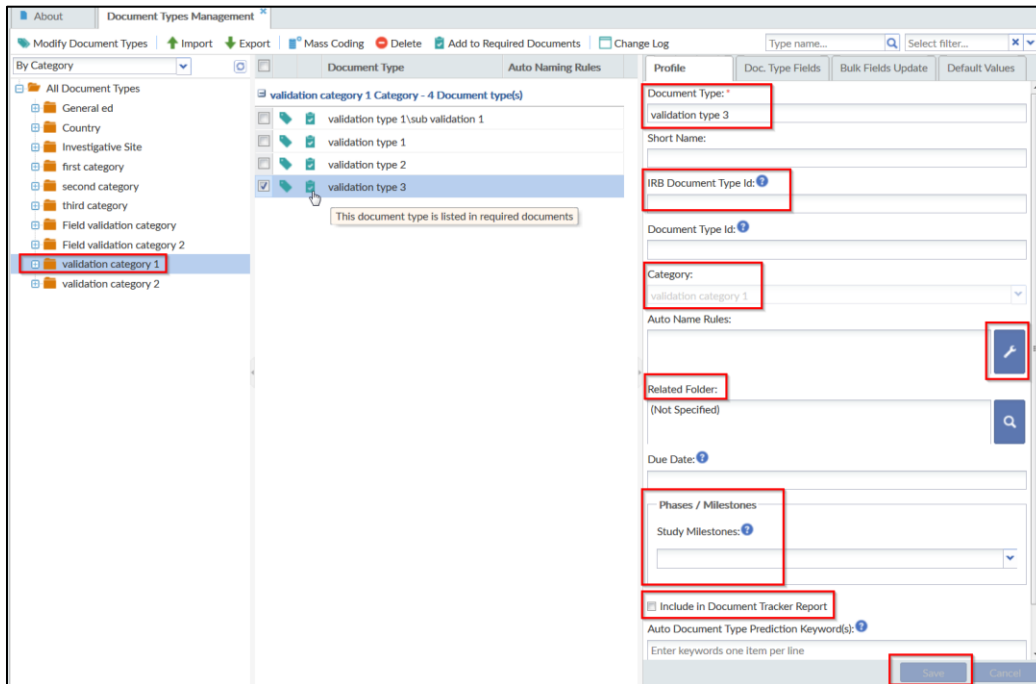 About
Document Types Management
Modify Document Types Import Export Mass Coding Delete Add to Required Documents Change Log Type name... Select filter...
By Category
All Document Types
General ed
Country
Investigative Site
first category
second category
third category
Field validation category
Field validation category 2
validation category 1
validation category 2
Document Type Auto Naming Rules
validation category 1 Category - 4 Document type(s)
validation type 1\sub validation 1
validation type 1
validation type 2
validation type 3
This document type is listed in required documents
Profile Doc. Type Fields Bulk Fields Update Default Values
Document Type: *
validation type 3
Short Name:
IRB Document Type Id:
Document Type Id:
Category:
validation category 1
Auto Name Rules:
Related Folder:
(Not Specified)
Due Date:
Phases / Milestones
Study Milestones:
Include in Document Tracker Report
Auto Document Type Prediction Keyword(s):
Enter keywords one item per line
Save Cancel